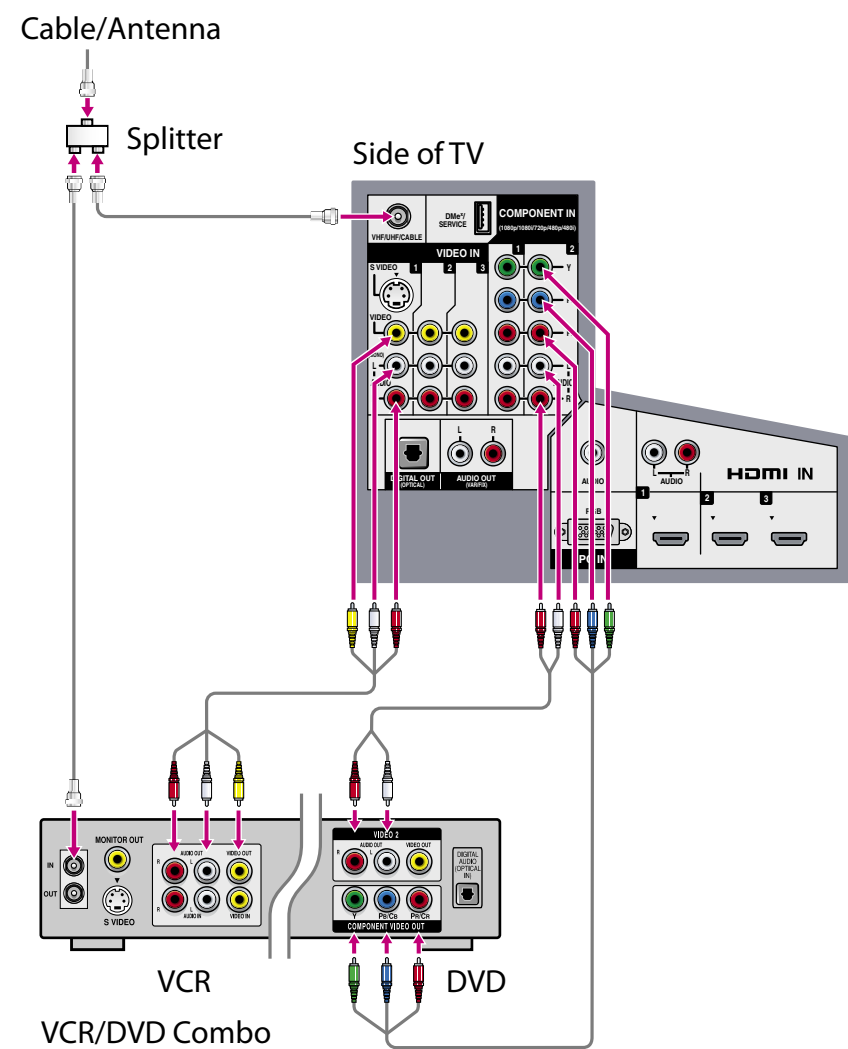 Cable/Antenna
Splitter
Side of TV
VHF/UHF/CABLE
DMe*/
SERVICE
COMPONENT IN
(1080p/1080i/720p/480p/480i)
VIDEO IN
1
2
S VIDEO
1
2
3
Y
VIDEO
L
L
R
L
R
DIGITAL OUT
(OPTICAL)
AUDIO OUT
(VAR/FIX)
AUDIO
L
R
AUDIO
HDMI IN
1
2
3
PC IN
MONITOR OUT
IN
OUT
S VIDEO
AUDIO OUT
VIDEO OUT
R
L
R
L
AUDIO IN
VIDEO IN
VIDEO 2
AUDIO OUT
VIDEO OUT
R
L
Y
PB/CB
PR/CR
COMPONENT VIDEO OUT
DIGITAL
AUDIO
(OPTICAL
IN)
VCR
DVD
VCR/DVD Combo